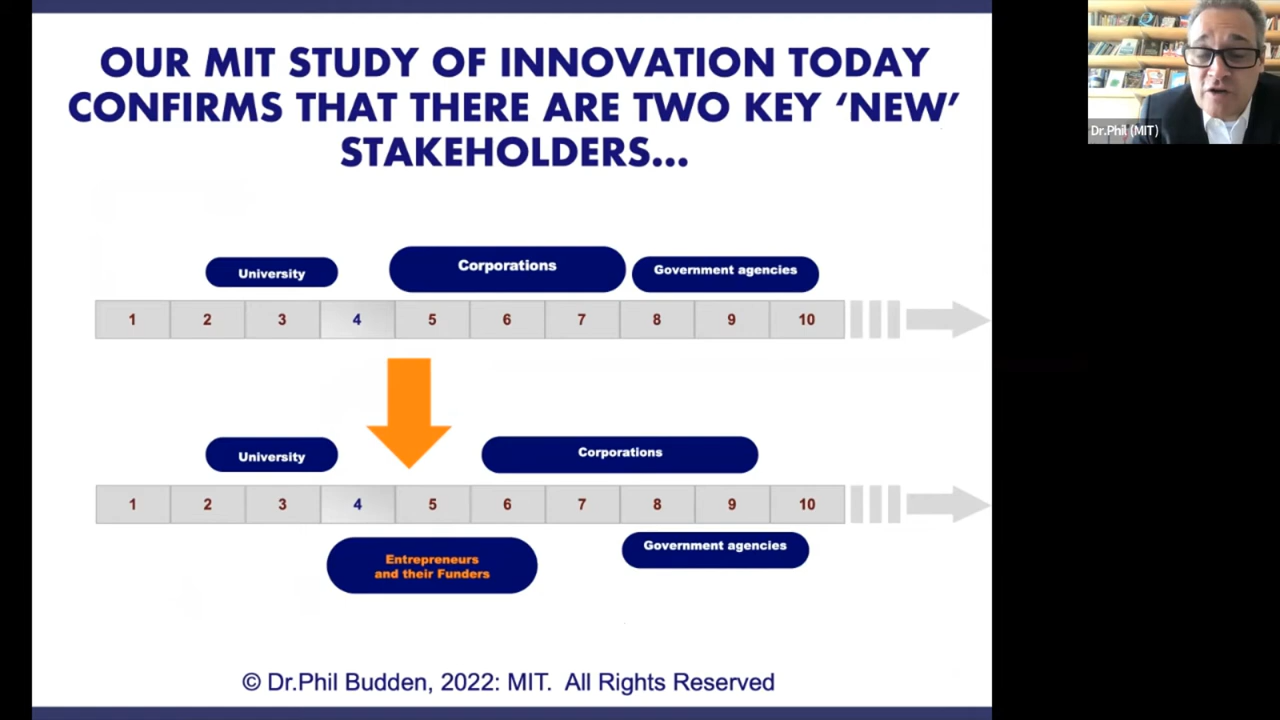 OUR MIT STUDY OF INNOVATION TODAY
CONFIRMS THAT THERE ARE TWO KEY ‘NEW’
STAKEHOLDERS...
Dr.Phil (MIT)
University
Corporations
Government agencies
1 2 3 4 5 6 7 8 9 10
University
Corporations
1 2 3 4 5 6 7 8 9 10
Entrepreneurs
and their Funders
Government agencies
© Dr.Phil Budden, 2022: MIT. All Rights Reserved